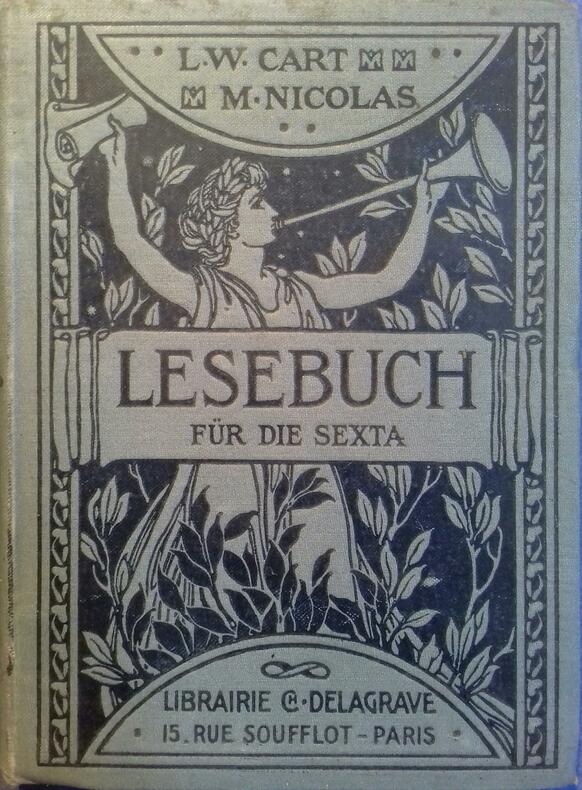 L·W· CART
M·NICOLAS
LESEBUCH
FÜR DIE SEXTA
LIBRAIRIE CH·DELAGRAVE
15. RUE SOUFFLOT – PARIS